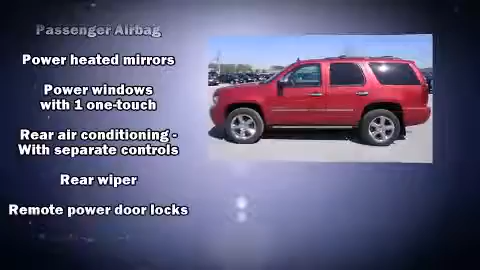 Passenger Airbag
Power heated mirrors
Power windows
with 1 one-touch
Rear air conditioning -
With separate controls
Rear wiper
Remote power door locks